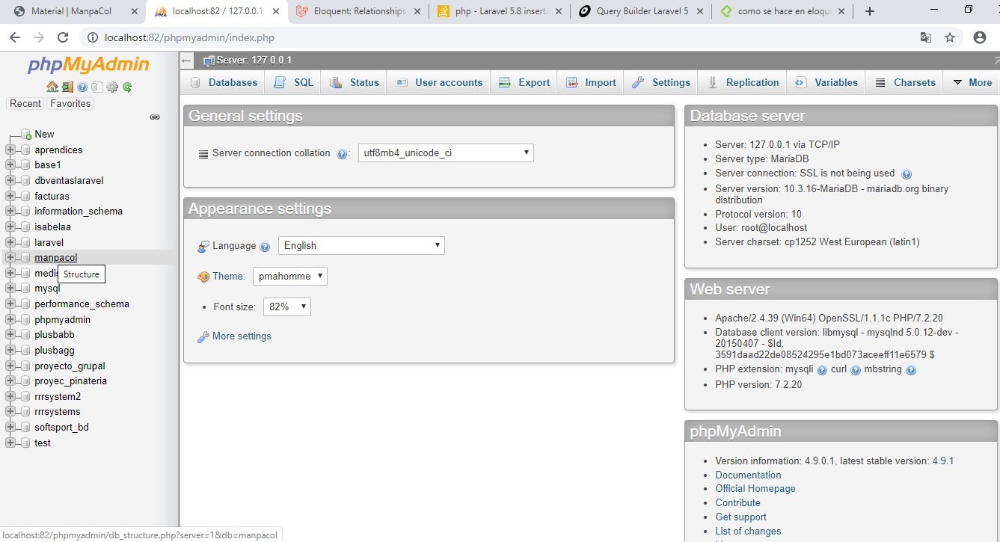 Material | ManpaCol
localhost:82 / 127.0.0.1
Eloquent: Relationships
php - Laravel 5.8 inserta
Query Builder Laravel 5
como se hace en eloque
localhost:82/phpmyadmin/index.php
phpMyAdmin
Recent Favorites
New
aprendices
base1
dbventaslaravel
facturas
information_schema
isabelaa
laravel
manpacol
Structure
mysql
performance_schema
phpmyadmin
plusbabb
plusbagg
proyecto_grupal
proyec_pinateria
rrrsystem2
rrrsystems
softsport_bd
test
localhost:82/phpmyadmin/db_structure.php?server=1&db=manpacol
Server: 127.0.0.1
Databases SQL Status User accounts Export Import Settings Replication Variables Charsets More
General settings
Server connection collation : utf8mb4_unicode_ci
Appearance settings
Language English
Theme: pmahomme
• Font size: 82%
More settings
Database server
• Server: 127.0.0.1 via TCP/IP
• Server type: MariaDB
• Server connection: SSL is not being used
• Server version: 10.3.16-MariaDB - mariadb.org binary
distribution
• Protocol version: 10
• User: root@localhost
• Server charset: cp1252 West European (latin1)
Web server
• Apache/2.4.39 (Win64) OpenSSL/1.1.1c PHP/7.2.20
• Database client version: libmysql - mysqlnd 5.0.12-dev -
20150407 - $Id:
3591daad22de08524295e1bd073aceeff11e6579 $
• PHP extension: mysqli curl mbstring
• PHP version: 7.2.20
phpMyAdmin
• Version information: 4.9.0.1, latest stable version: 4.9.1
• Documentation
• Official Homepage
• Contribute
• Get support
• List of changes